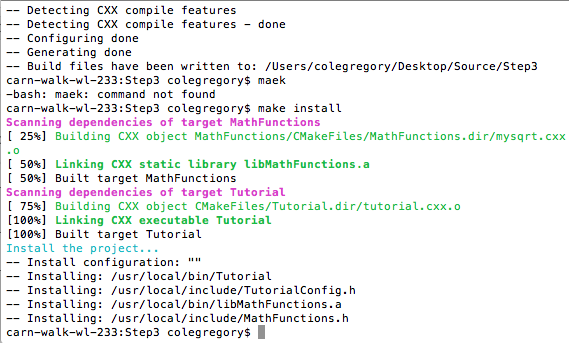 -- Detecting CXX compile features
-- Detecting CXX compile features - done
-- Configuring done
-- Generating done
-- Build files have been written to: /Users/colegregory/Desktop/Source/Step3
carn-walk-wl-233:Step3 colegregory$ maek
-bash: maek: command not found
carn-walk-wl-233:Step3 colegregory$ make install
Scanning dependencies of target MathFunctions
[ 25%] Building CXX object MathFunctions/CMakeFiles/MathFunctions.dir/mysqrt.cxx
.o
[ 50%] Linking CXX static library libMathFunctions.a
[ 50%] Built target MathFunctions
Scanning dependencies of target Tutorial
[ 75%] Building CXX object CMakeFiles/Tutorial.dir/tutorial.cxx.o
[100%] Linking CXX executable Tutorial
[100%] Built target Tutorial
Install the project...
-- Install configuration: ""
-- Installing: /usr/local/bin/Tutorial
-- Installing: /usr/local/include/TutorialConfig.h
-- Installing: /usr/local/bin/libMathFunctions.a
-- Installing: /usr/local/include/MathFunctions.h
carn-walk-wl-233:Step3 colegregory$